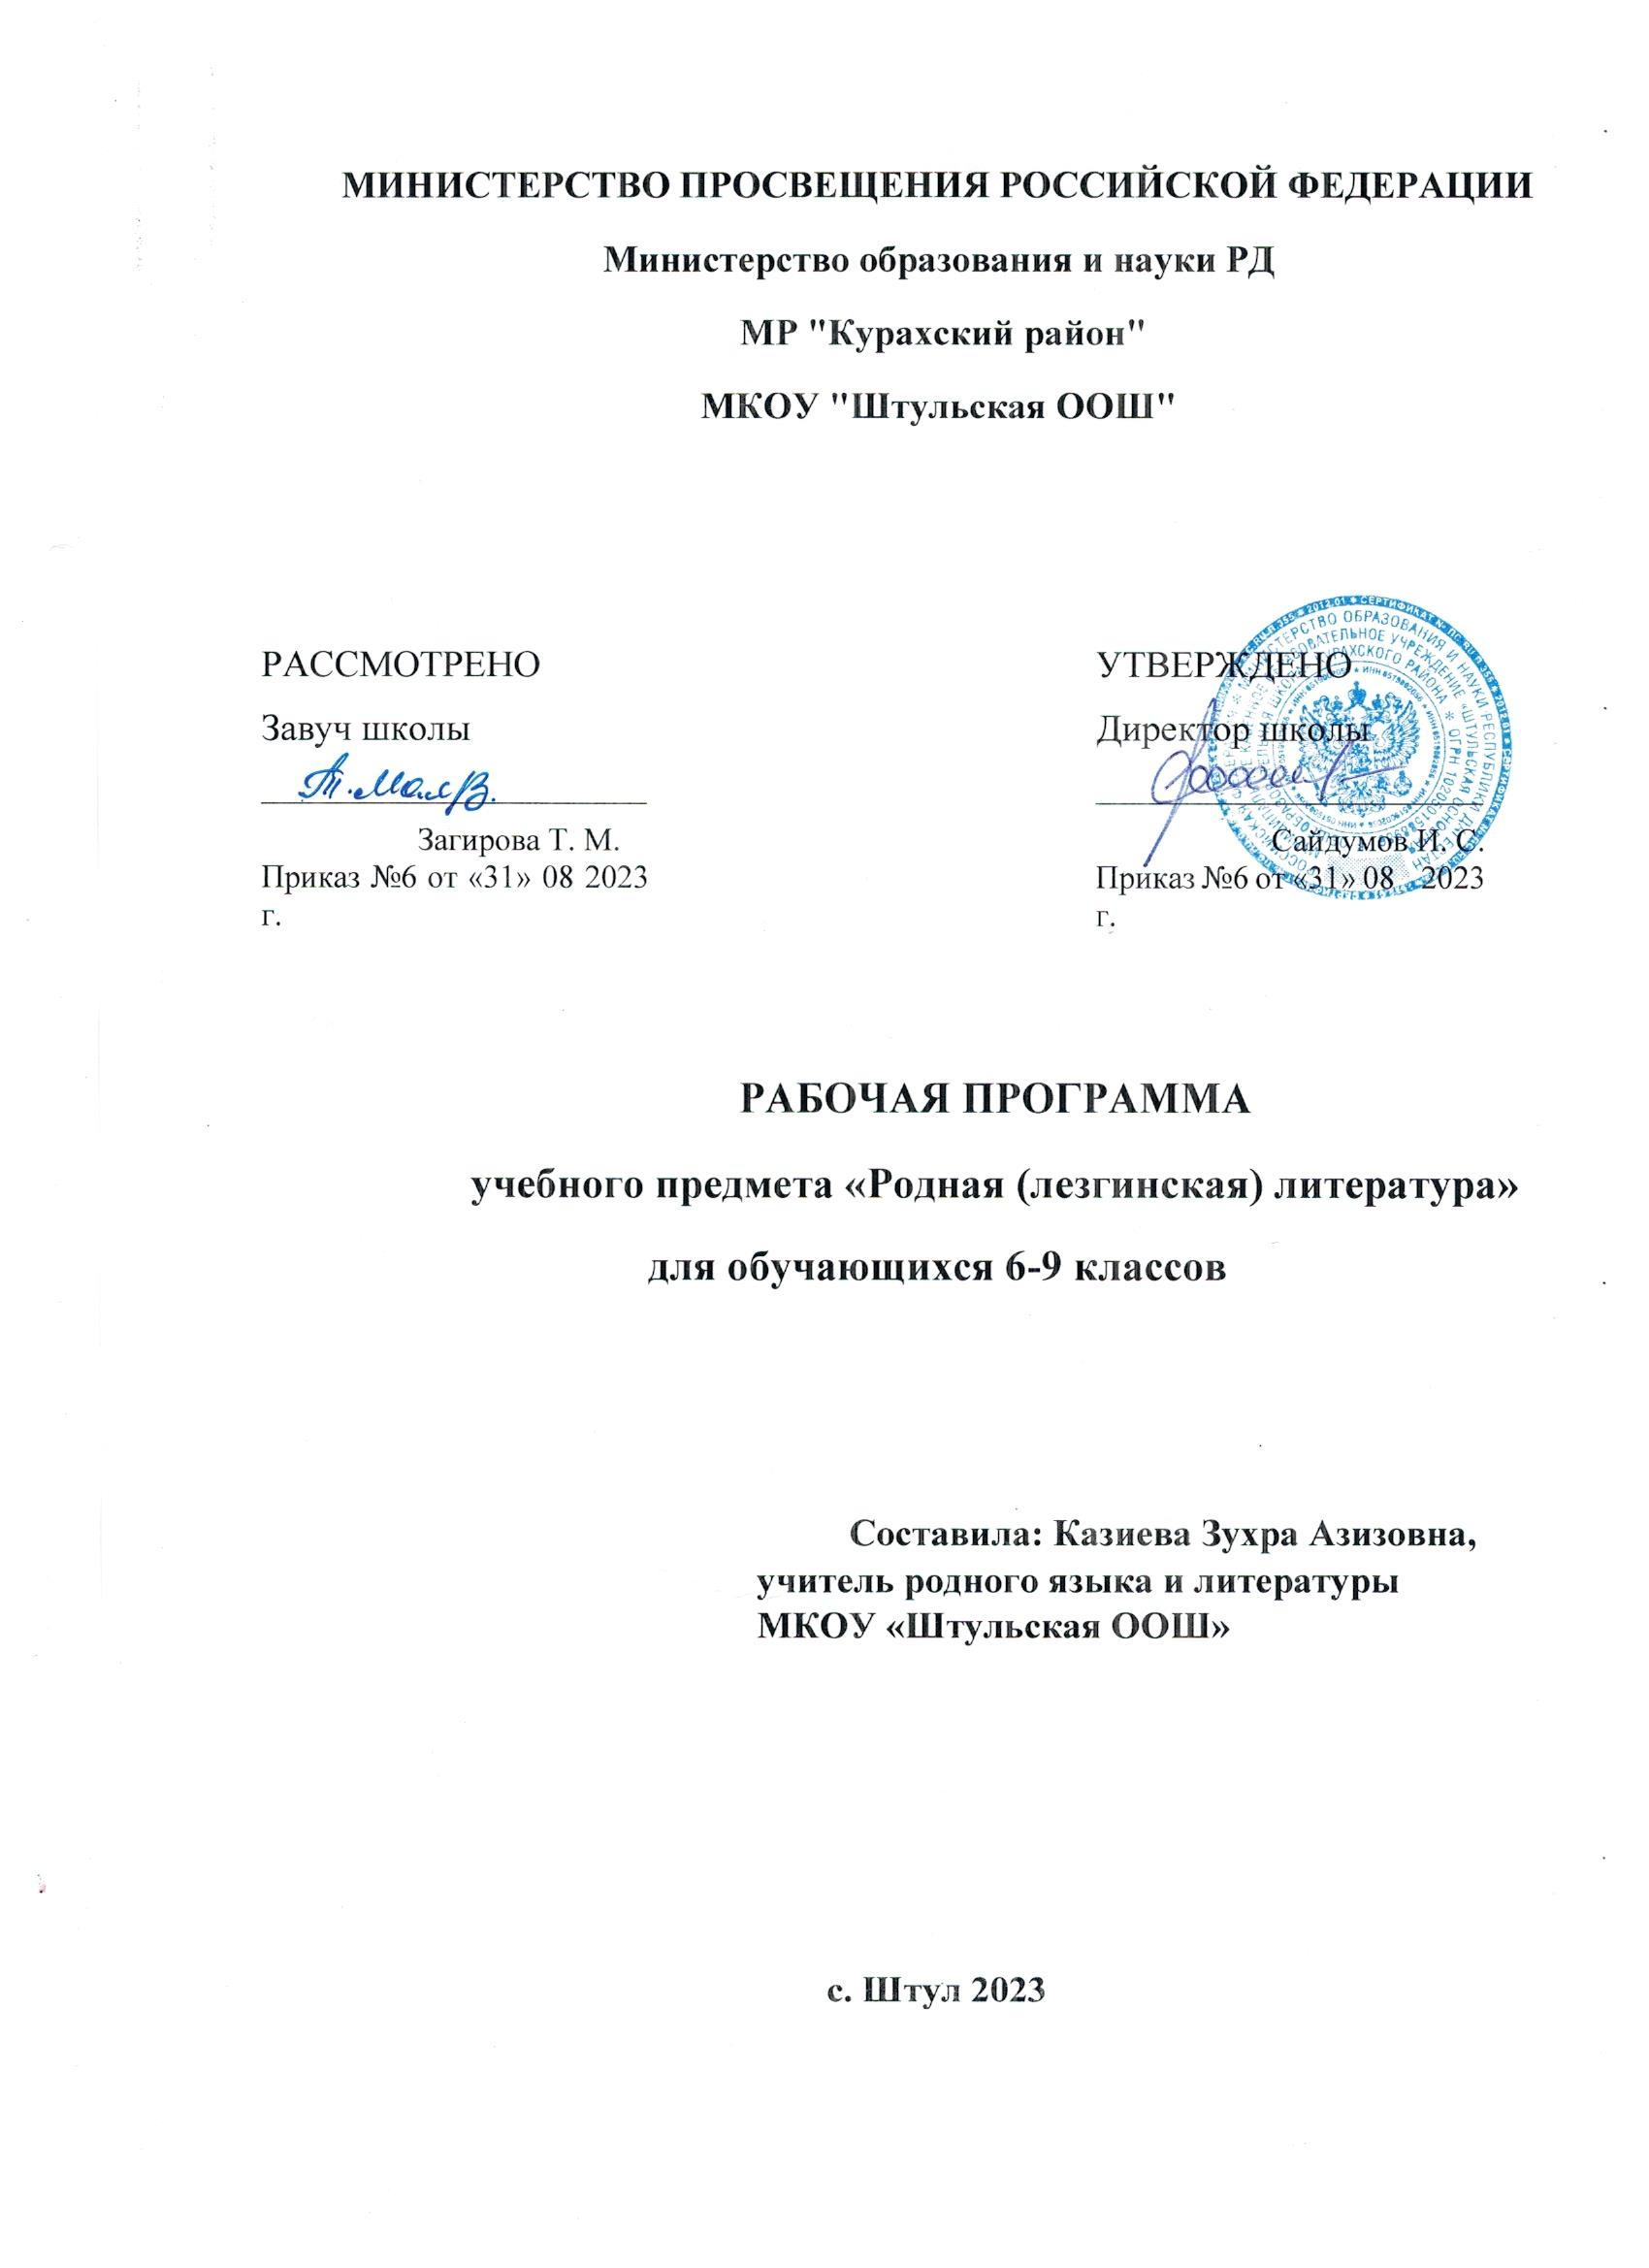 МИНИСТЕРСТВО ПРОСВЕЩЕНИЯ РОССИЙСКОЙ ФЕДЕРАЦИИ
Министерство образования и науки РД
МР "Курахский район"
МКОУ "Штульская ООШ"
РАССМОТРЕНО
Завуч школы
Загирова Т. М.
Приказ №6 от «31» 08 2023
г.
УТВЕРЖДЕНО
Директор школы
Сайдумов И. С.
Приказ №6 от «31» 08 2023
г.
РАБОЧАЯ ПРОГРАММА
учебного предмета «Родная (лезгинская) литература»
для обучающихся 6-9 классов
Составила: Казиева Зухра Азизовна,
учитель родного языка и литературы
МКОУ «Штульская ООШ»
с. Штул 2023